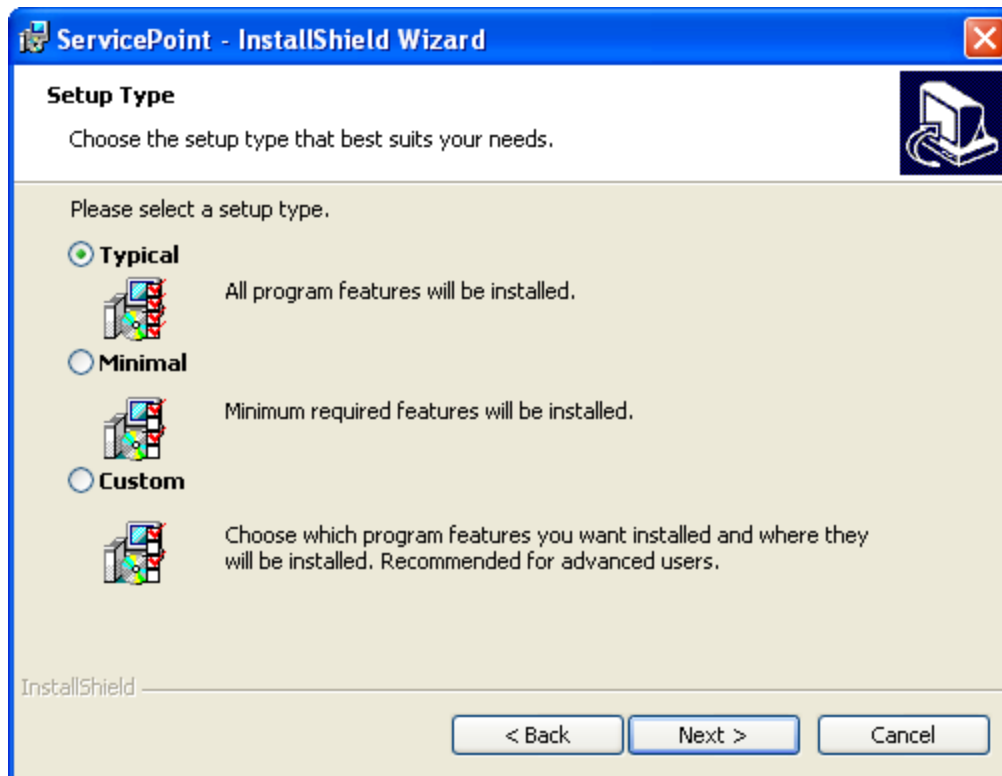 ServicePoint - InstallShield Wizard
Setup Type
Choose the setup type that best suits your needs.
Please select a setup type.
Typical
All program features will be installed.
Minimal
Minimum required features will be installed.
Custom
Choose which program features you want installed and where they
will be installed. Recommended for advanced users.
InstallShield
< Back
Next >
Cancel